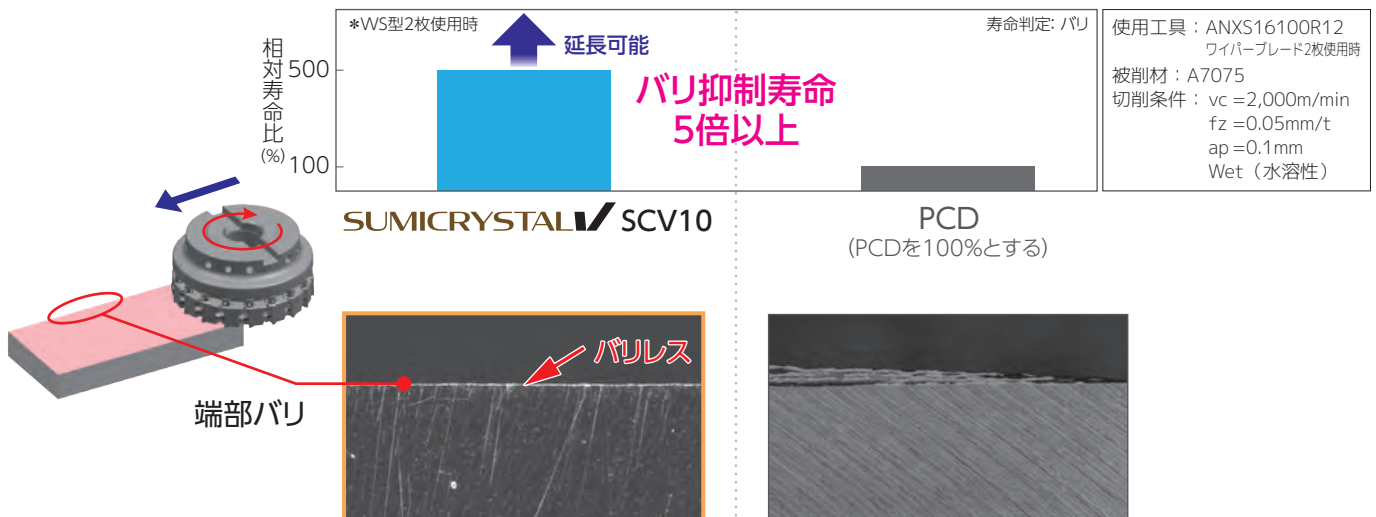 *WS型2枚使用時
延長可能
寿命判定: バリ
相対寿命比
(%)
500
100
バリ抑制寿命
5倍以上
使用工具：ANXS16100R12
ワイパーブレード2枚使用時
被削材：A7075
切削条件：vc =2,000m/min
fz =0.05mm/t
ap =0.1mm
Wet（水溶性）
SUMICRYSTAL V SCV10
PCD
(PCDを100%とする)
バリレス
端部バリ